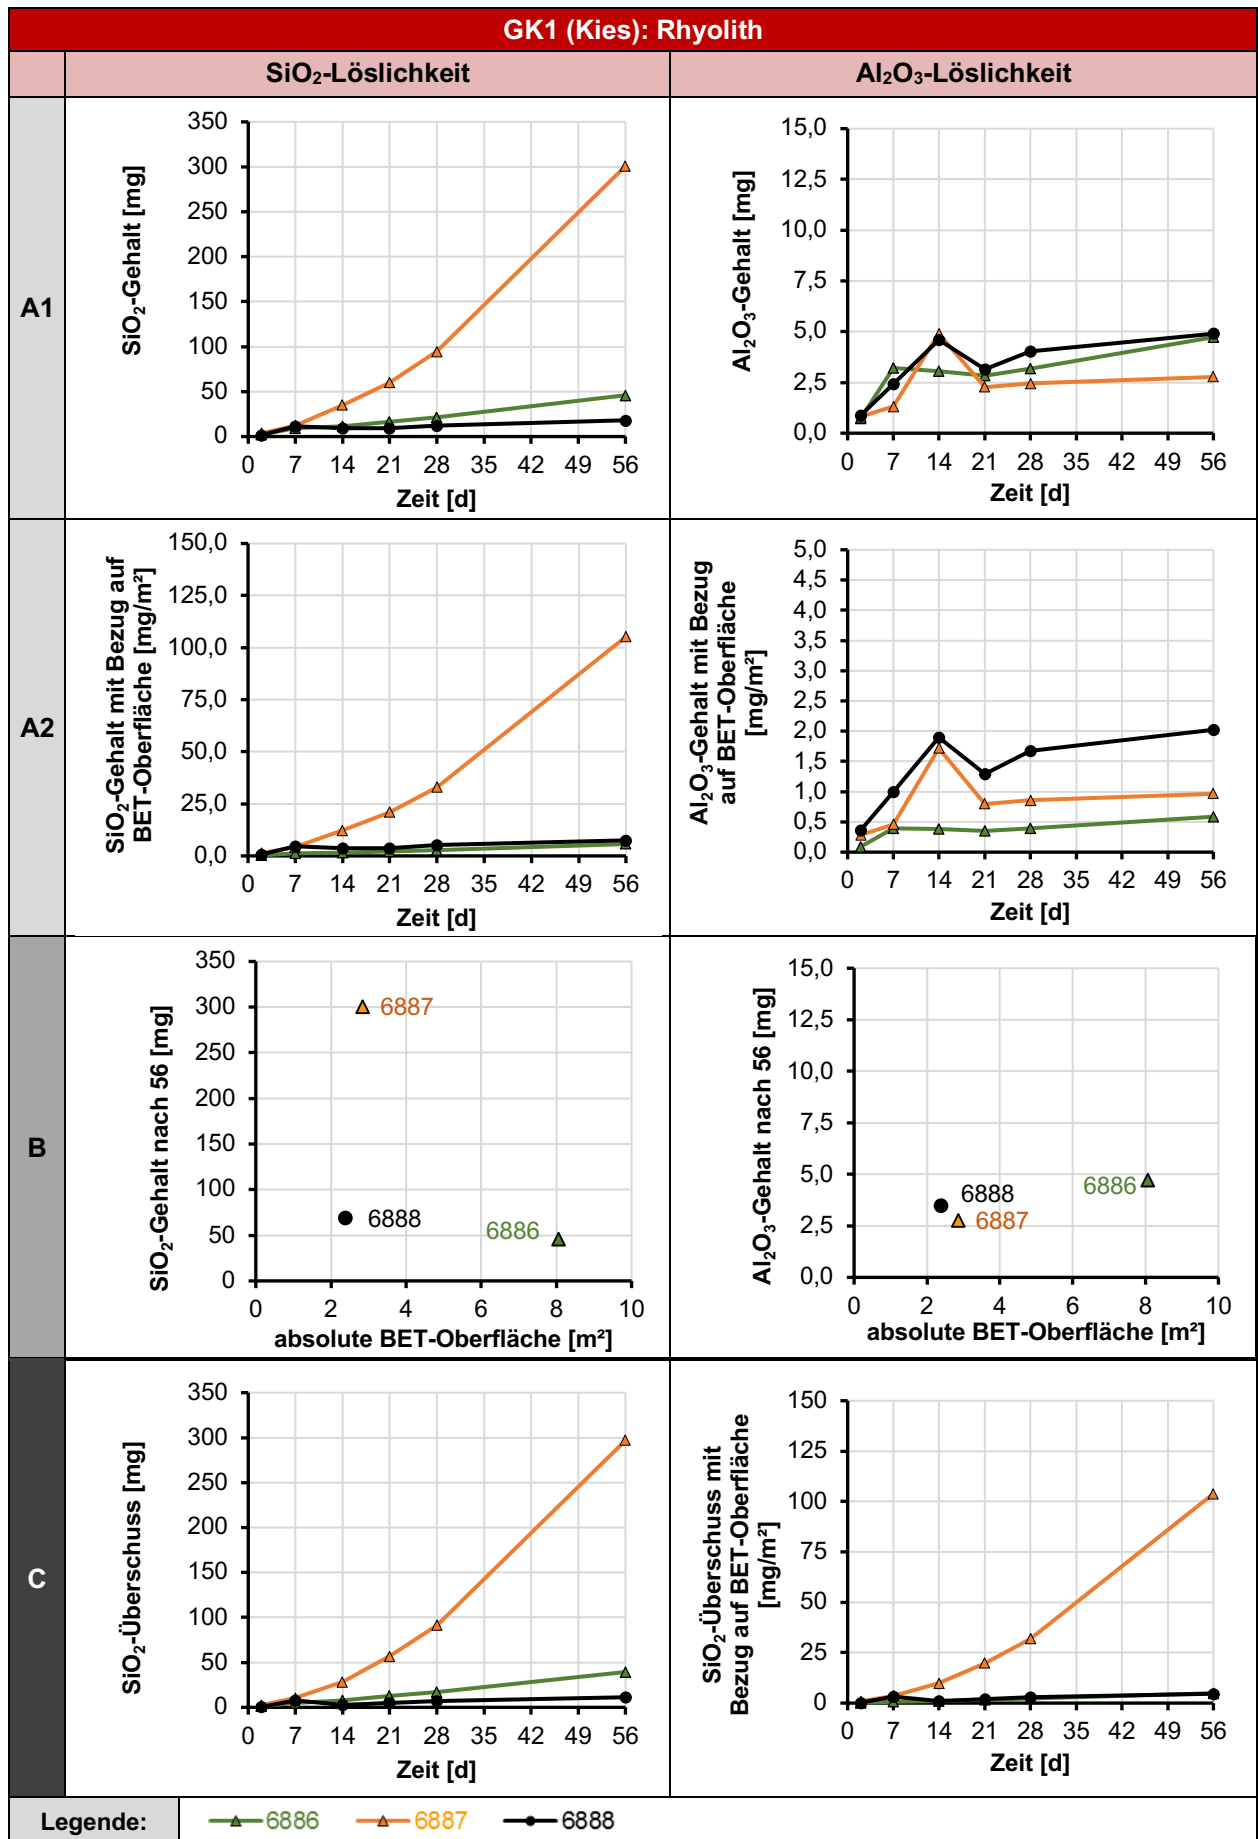 GK1 (Kies): Rhyolith
SiO₂-Löslichkeit
Al₂O₃-Löslichkeit
A1
SiO₂-Gehalt [mg]
350
300
250
200
150
100
50
0
0 7 14 21 28 35 42 49 56
Zeit [d]
Al₂O₃-Gehalt [mg]
15,0
12,5
10,0
7,5
5,0
2,5
0,0
0 7 14 21 28 35 42 49 56
Zeit [d]
A2
SiO₂-Gehalt mit Bezug auf
BET-Oberfläche [mg/m²]
150,0
125,0
100,0
75,0
50,0
25,0
0,0
0 7 14 21 28 35 42 49 56
Zeit [d]
Al₂O₃-Gehalt mit Bezug
auf BET-Oberfläche
[mg/m²]
5,0
4,5
4,0
3,5
3,0
2,5
2,0
1,5
1,0
0,5
0,0
0 7 14 21 28 35 42 49 56
Zeit [d]
B
SiO₂-Gehalt nach 56 [mg]
350
300
250
200
150
100
50
0
6887
6888
6886
0 2 4 6 8 10
absolute BET-Oberfläche [m²]
Al₂O₃-Gehalt nach 56 [mg]
15,0
12,5
10,0
7,5
5,0
2,5
0,0
6886
6888
6887
0 2 4 6 8 10
absolute BET-Oberfläche [m²]
C
SiO₂-Überschuss [mg]
350
300
250
200
150
100
50
0
0 7 14 21 28 35 42 49 56
Zeit [d]
SiO₂-Überschuss mit
Bezug auf BET-Oberfläche
[mg/m²]
150
125
100
75
50
25
0
0 7 14 21 28 35 42 49 56
Zeit [d]
Legende: 6886 6887 6888